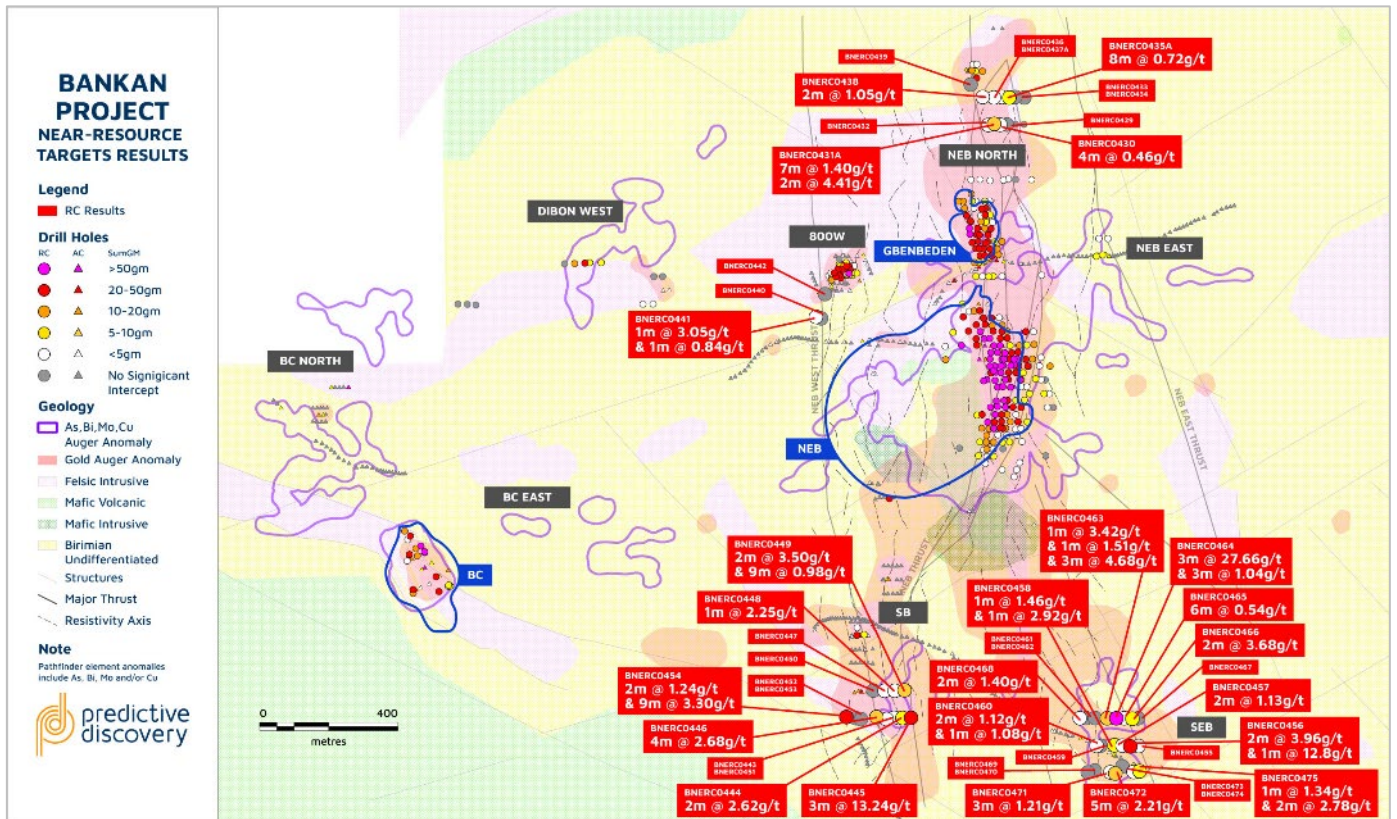 BANKAN
PROJECT
NEAR-RESOURCE
TARGETS RESULTS
Legend
RC Results
Drill Holes
RC AC SumGM
>50gm
20-50gm
10-20gm
5-10gm
<5gm
No Signigicant
Intercept
Geology
As,Bi,Mo,Cu
Auger Anomaly
Gold Auger Anomaly
Felsic Intrusive
Mafic Volcanic
Mafic Intrusive
Birimian
Undifferentiated
Structures
Major Thrust
Resistivity Axis
Note
Pathfinder element anomalies
include As, Bi, Mo and/or Cu
predictive
discovery
0 400
metres
BNERC0439
BNERC0436
BNERC0437A
BNERC0435A
8m @ 0.72g/t
BNERC0438
2m @ 1.05g/t
BNERC0433
BNERC0434
BNERC0432
BNERC0429
BNERC0431A
7m @ 1.40g/t
2m @ 4.41g/t
NEB NORTH
BNERC0430
4m @ 0.46g/t
DIBON WEST
800W
GBENBEDEN
NEB EAST
BNERC0442
BNERC0440
BNERC0441
1m @ 3.05g/t
& 1m @ 0.84g/t
BC NORTH
NEB WEST THRUST
NEB EAST THRUST
NEB
BC EAST
BC
NEB THRUST
SB
BNERC0449
2m @ 3.50g/t
& 9m @ 0.98g/t
BNERC0448
1m @ 2.25g/t
BNERC0447
BNERC0450
BNERC0452
BNERC0453
BNERC0454
2m @ 1.24g/t
& 9m @ 3.30g/t
BNERC0446
4m @ 2.68g/t
BNERC0443
BNERC0451
BNERC0444
2m @ 2.62g/t
BNERC0445
3m @ 13.24g/t
BNERC0463
1m @ 3.42g/t
& 1m @ 1.51g/t
& 3m @ 4.68g/t
BNERC0464
3m @ 27.66g/t
& 3m @ 1.04g/t
BNERC0458
1m @ 1.46g/t
& 1m @ 2.92g/t
BNERC0465
6m @ 0.54g/t
BNERC0461
BNERC0462
BNERC0466
2m @ 3.68g/t
BNERC0467
BNERC0468
2m @ 1.40g/t
BNERC0457
2m @ 1.13g/t
BNERC0460
2m @ 1.12g/t
& 1m @ 1.08g/t
SEB
BNERC0456
2m @ 3.96g/t
& 1m @ 12.8g/t
BNERC0459
BNERC0455
BNERC0469
BNERC0470
BNERC0471
3m @ 1.21g/t
BNERC0472
5m @ 2.21g/t
BNERC0473
BNERC0474
BNERC0475
1m @ 1.34g/t
& 2m @ 2.78g/t